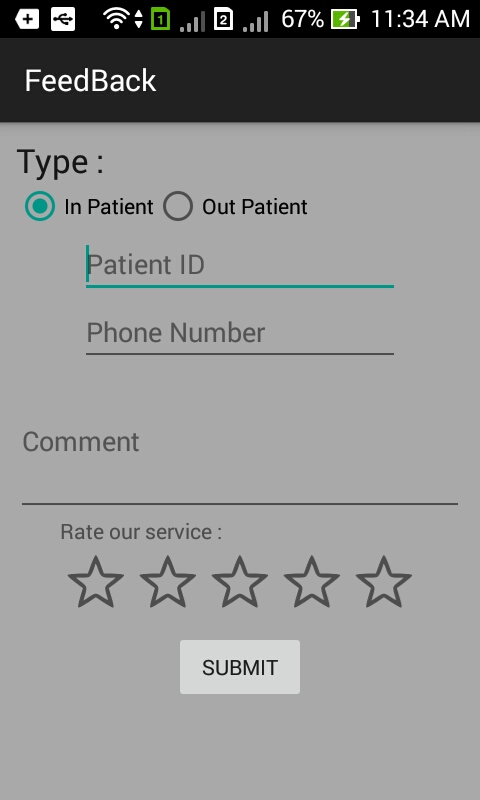 1 2 67% 11:34 AM
FeedBack
Type :
In Patient Out Patient
Patient ID
Phone Number
Comment
Rate our service :
SUBMIT